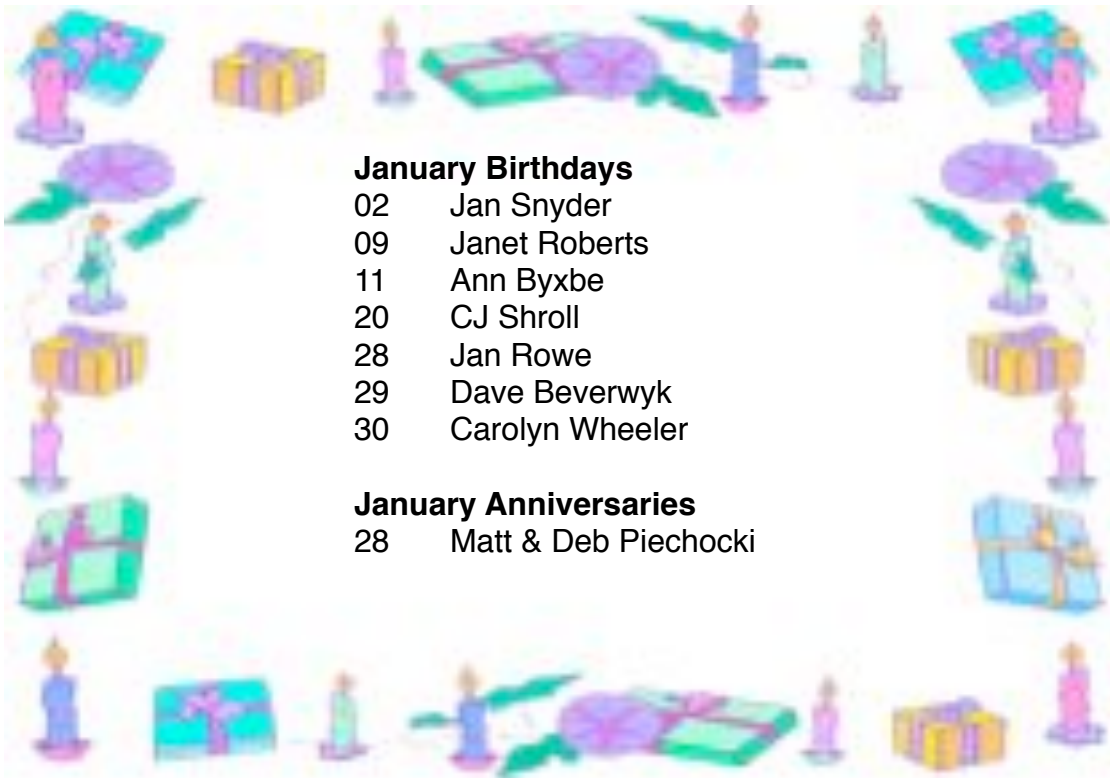 January Birthdays
02 Jan Snyder
09 Janet Roberts
11 Ann Byxbe
20 CJ Shroll
28 Jan Rowe
29 Dave Beverwyk
30 Carolyn Wheeler
January Anniversaries
28 Matt & Deb Piechocki